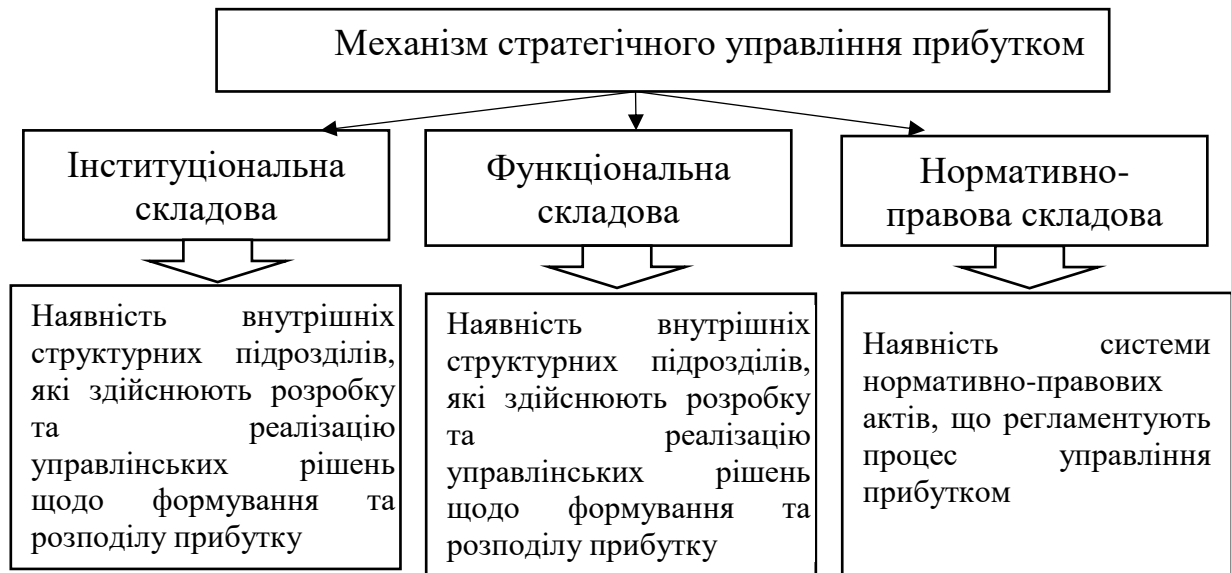 Механізм стратегічного управління прибутком
Інституціональна
складова
Функціональна
складова
Нормативно-
правова складова
Наявність внутрішніх
структурних підрозділів,
які здійснюють розробку
та реалізацію
управлінських рішень
щодо формування та
розподілу прибутку
Наявність внутрішніх
структурних підрозділів,
які здійснюють розробку
та реалізацію
управлінських рішень
щодо формування та
розподілу прибутку
Наявність системи
нормативно-правових
актів, що регламентують
процес управління
прибутком